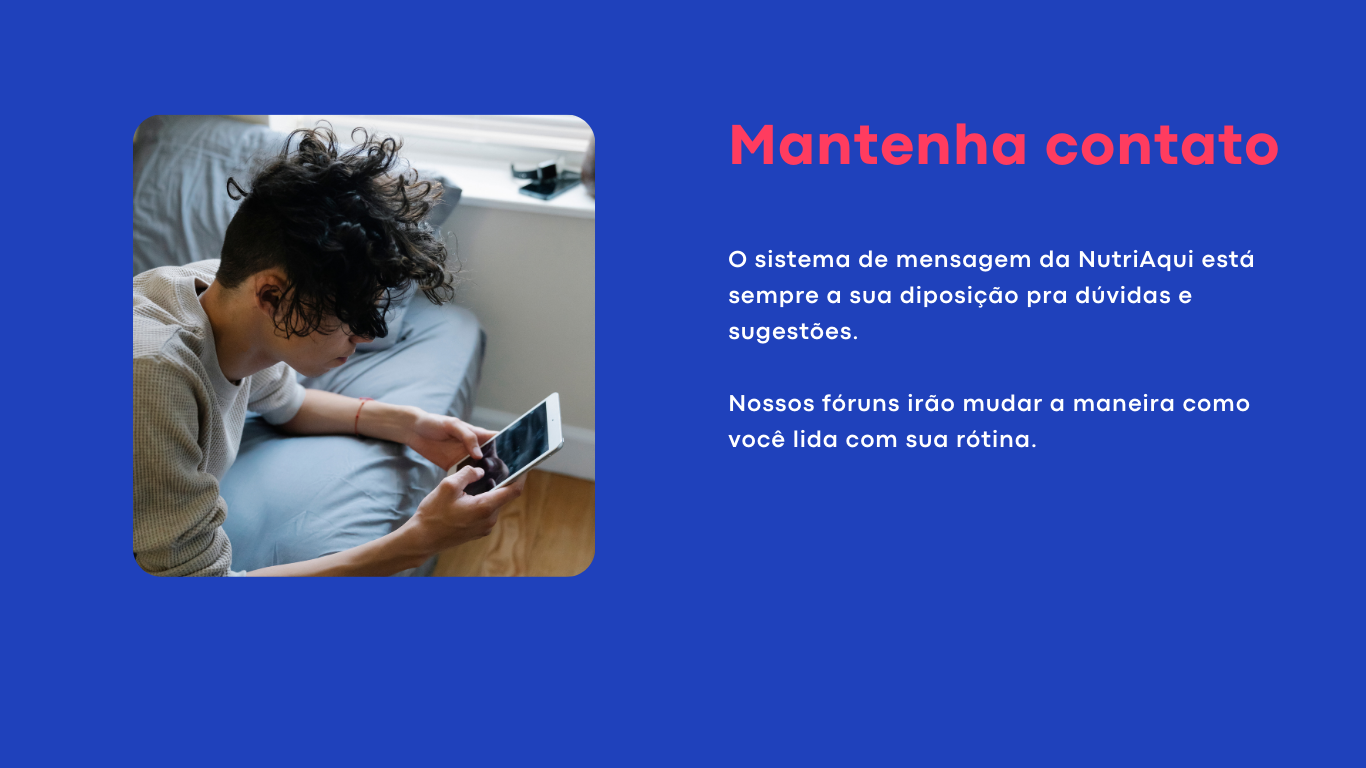 Mantenha contato
O sistema de mensagem da NutriAqui está
sempre a sua diposição pra dúvidas e
sugestões.
Nossos fóruns irão mudar a maneira como
você lida com sua rótina.